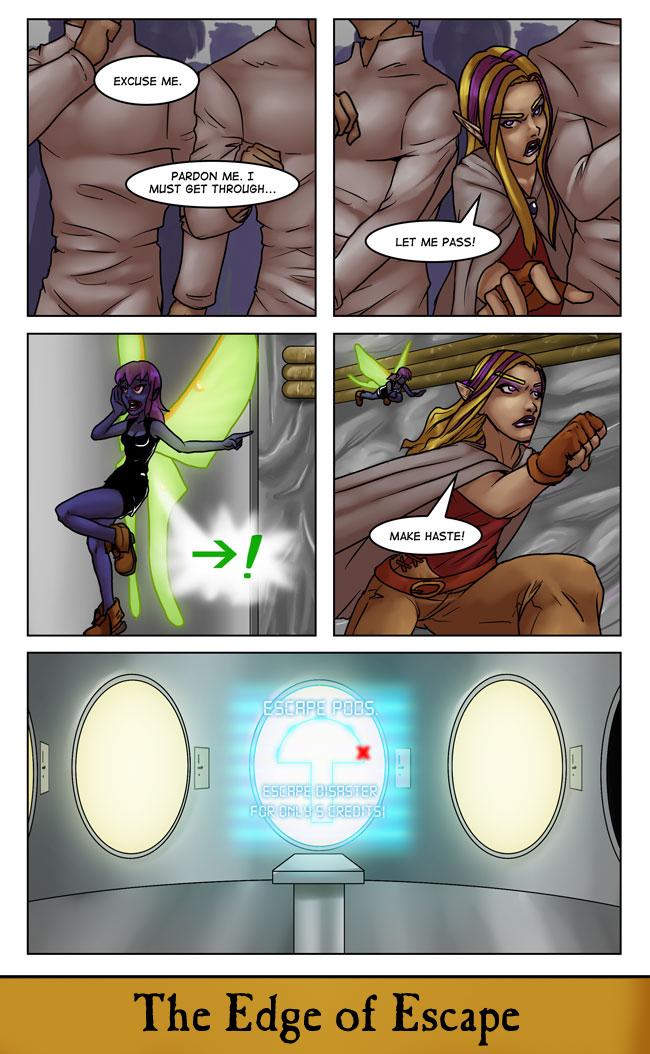 EXCUSE ME.
PARDON ME. I
MUST GET THROUGH...
LET ME PASS!
→!
MAKE HASTE!
ESCAPE PODS.
X
ESCAPE DISASTER
FOR ONLY 5 CREDITS!
The Edge of Escape